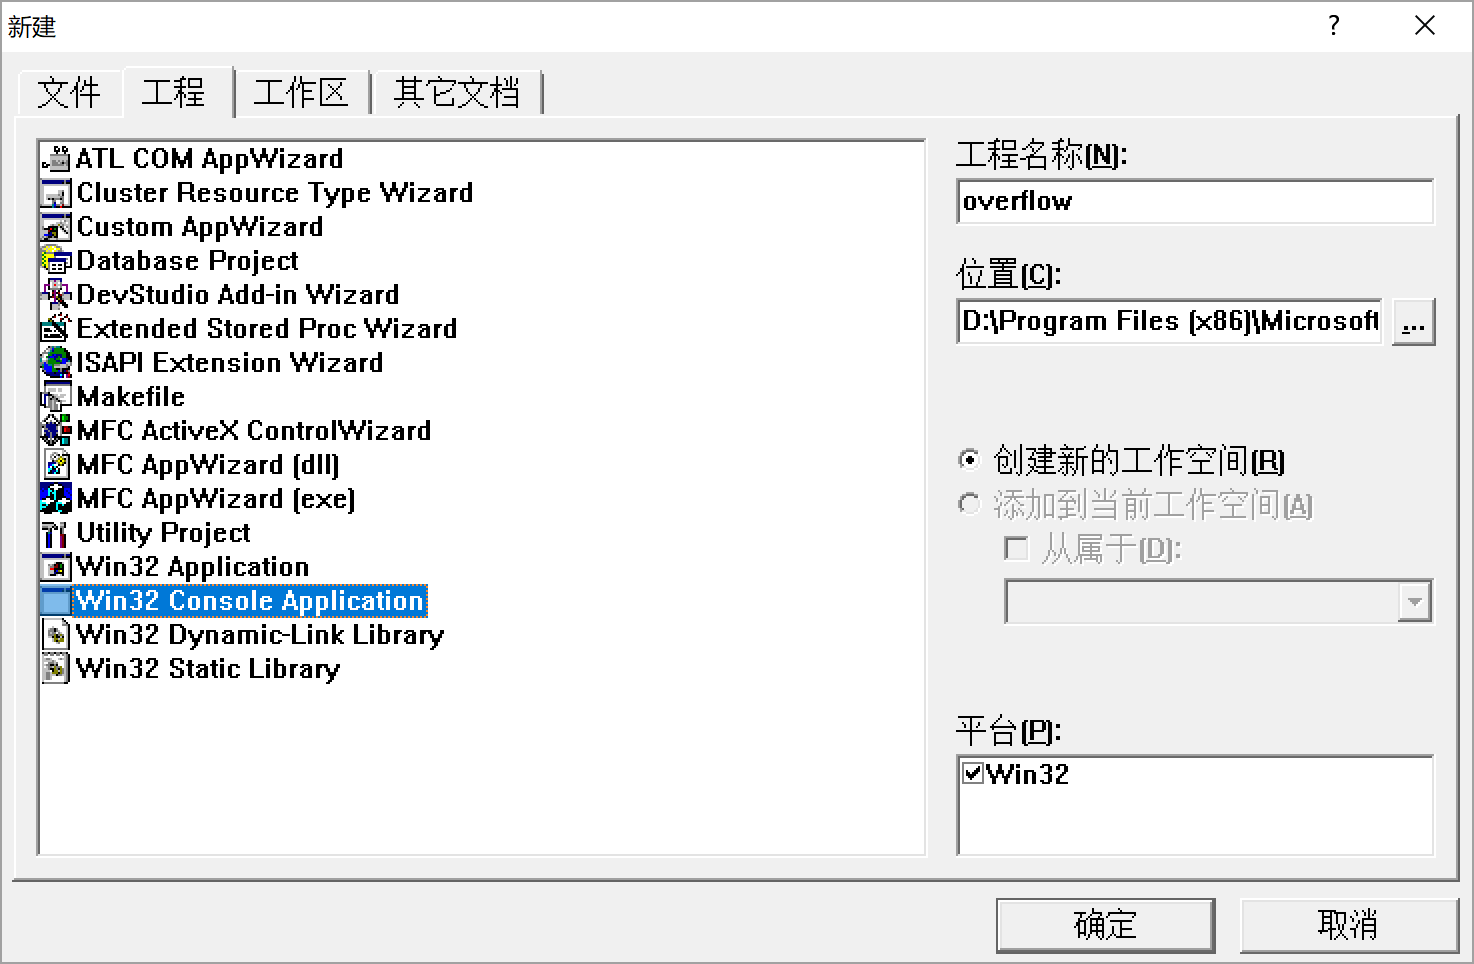 新建
文件 工程 工作区 其它文档
ATL COM AppWizard
Cluster Resource Type Wizard
Custom AppWizard
Database Project
DevStudio Add-in Wizard
Extended Stored Proc Wizard
ISAPI Extension Wizard
Makefile
MFC ActiveX ControlWizard
MFC AppWizard (dll)
MFC AppWizard (exe)
Utility Project
Win32 Application
Win32 Console Application
Win32 Dynamic-Link Library
Win32 Static Library
工程名称(N):
overflow
位置(C):
D:\Program Files (x86)\Microsoft
...
创建新的工作空间(R)
添加到当前工作空间(A)
从属于(D):
平台(P):
Win32
确定 取消